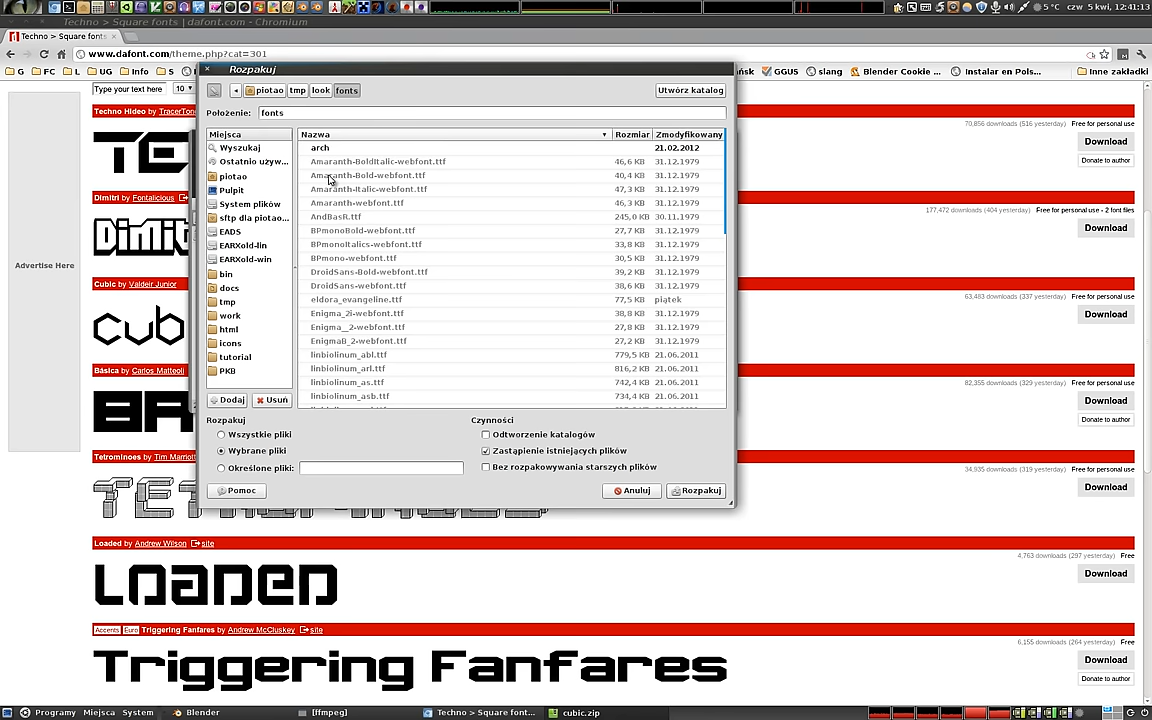 5 °C czw 5 kwi, 12:41:13
Techno > Square fonts | dafont.com - Chromium
Techno > Square fonts
www.dafont.com/theme.php?cat=301
G FC L UG Info S
GGUS slang Blender Cookie ... Instalar en Pols... Inne zakładki
Type your text here 10
Advertise Here
Techno Hideo by
70,856 downloads (516 yesterday) Free for personal use
Download
Donate to author
Dimitri by Fontalicious
177,472 downloads (404 yesterday) Free for personal use - 2 font files
Download
Cubic by Valdeir Junior
63,483 downloads (337 yesterday) Free for personal use
Cub
Download
Básica by Carlos Matteoli
82,355 downloads (329 yesterday) Free for personal use
Download
Donate to author
Tetrominoes by Tim
34,935 downloads (319 yesterday) Free for personal use
Download
Loaded by Andrew Wilson site
4,763 downloads (297 yesterday) Free
Loaded
Download
Accents Euro Triggering Fanfares by Andrew McCluskey site
6,155 downloads (264 yesterday) Free
Triggering Fanfares
Download
Donate to author
Rozpakuj
piotao tmp look fonts
Utwórz katalog
Położenie: fonts
Miejsca
Wyszukaj
Ostatnio używ...
piotao
Pulpit
System plików
sftp dla piotao...
EADS
EARXold-lin
EARXold-win
bin
docs
tmp
work
html
icons
tutorial
PKB
Dodaj Usuń
Nazwa Rozmiar Zmodyfikowany
arch 21.02.2012
Amaranth-BoldItalic-webfont.ttf 46,6 KB 31.12.1979
Amaranth-Bold-webfont.ttf 40,4 KB 31.12.1979
Amaranth-Italic-webfont.ttf 47,3 KB 31.12.1979
Amaranth-webfont.ttf 46,3 KB 31.12.1979
AndBasR.ttf 245,0 KB 30.11.1979
BPmonoBold-webfont.ttf 27,7 KB 31.12.1979
BPmonoItalics-webfont.ttf 33,8 KB 31.12.1979
BPmono-webfont.ttf 30,5 KB 31.12.1979
DroidSans-Bold-webfont.ttf 39,2 KB 31.12.1979
DroidSans-webfont.ttf 38,6 KB 31.12.1979
eldora_evangeline.ttf 77,5 KB piątek
Enigma_2i-webfont.ttf 38,8 KB 31.12.1979
Enigma__2-webfont.ttf 27,8 KB 31.12.1979
EnigmaB_2-webfont.ttf 27,2 KB 31.12.1979
linbiolinum_abl.ttf 779,5 KB 21.06.2011
linbiolinum_arl.ttf 816,2 KB 21.06.2011
linbiolinum_as.ttf 742,4 KB 21.06.2011
linbiolinum_asb.ttf 734,4 KB 21.06.2011
Rozpakuj
Wszystkie pliki
Wybrane pliki
Określone pliki:
Czynności
Odtworzenie katalogów
Zastąpienie istniejących plików
Bez rozpakowywania starszych plików
Pomoc Anuluj Rozpakuj
Programy Miejsca System Blender [ffmpeg] Techno > Square font... cubic.zip